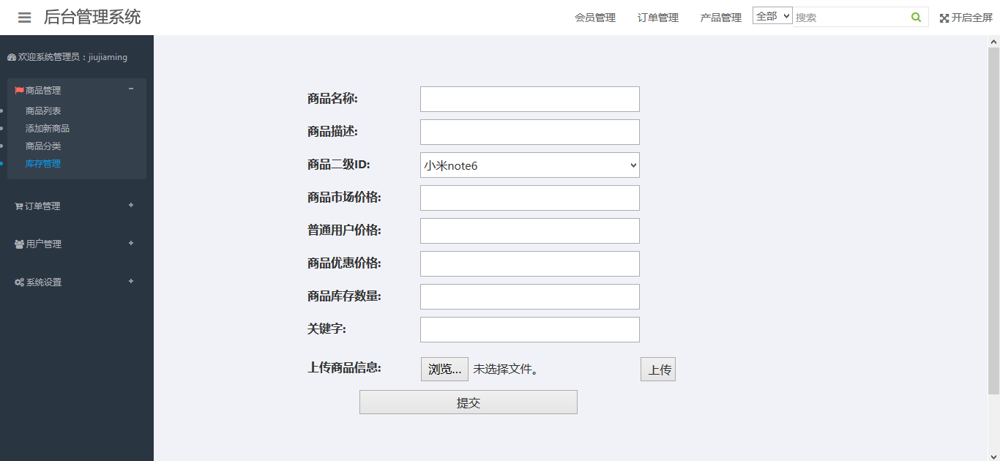 后台管理系统 会员管理 订单管理 产品管理 全部 搜索 开启全屏
欢迎系统管理员：jiujiaming
商品管理
商品列表
添加新商品
商品分类
库存管理
订单管理
用户管理
系统设置
商品名称:
商品描述:
商品二级ID: 小米note6
商品市场价格:
普通用户价格:
商品优惠价格:
商品库存数量:
关键字:
上传商品信息: 浏览... 未选择文件。 上传
提交